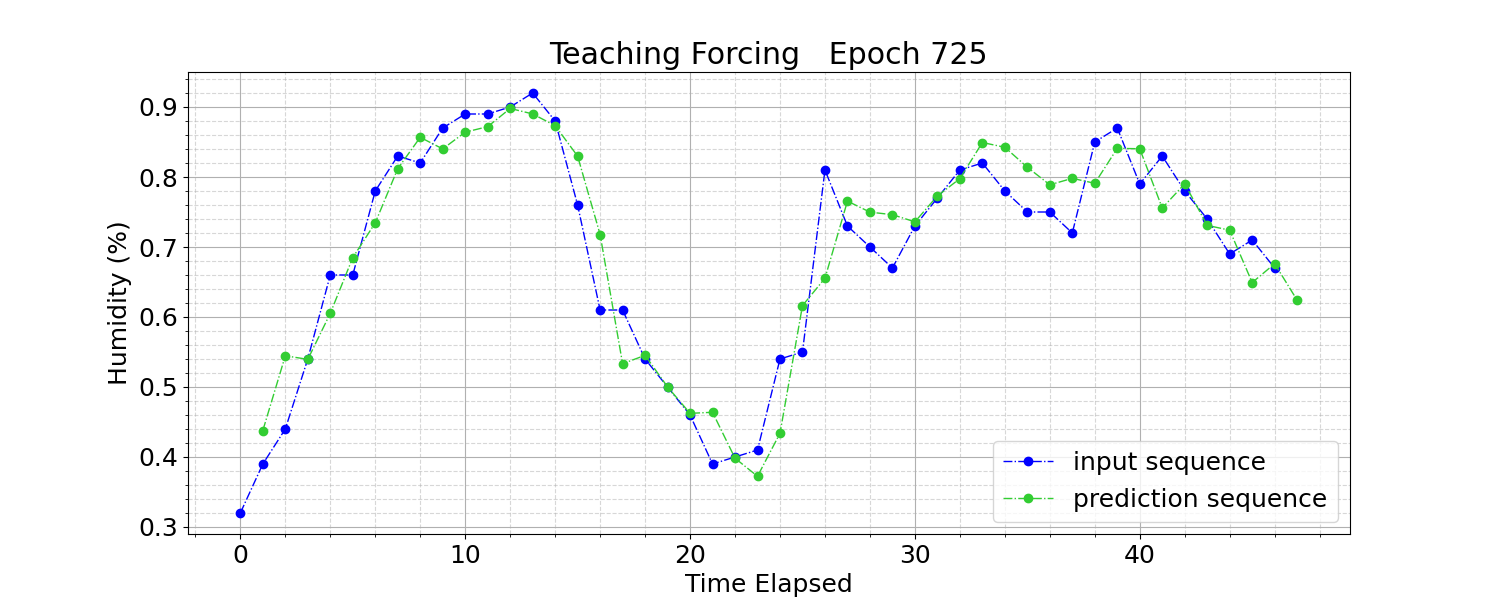 Teaching Forcing   Epoch 725
Humidity (%)
0.9
0.8
0.7
0.6
0.5
0.4
0.3
input sequence
prediction sequence
0 10 20 30 40
Time Elapsed